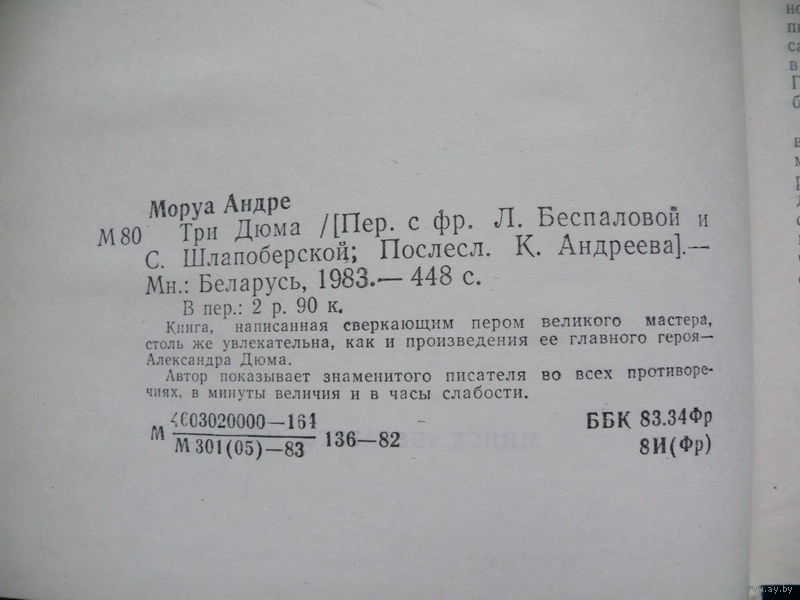 Моруа Андре
М80 Три Дюма /[Пер. с фр. Л. Беспаловой и
С. Шлапоберской; Послесл. К. Андреева].—
Мн.: Беларусь, 1983.— 448 с.
В пер.: 2 р. 90 к.
Книга, написанная сверкающим пером великого мастера,
столь же увлекательна, как и произведения ее главного героя—
Александра Дюма.
Автор показывает знаменитого писателя во всех противоре-
чиях, в минуты величия и в часы слабости.
М 4603020000—164
М 301(05)—83 136—82
ББК 83.34Фр
8И(Фр)